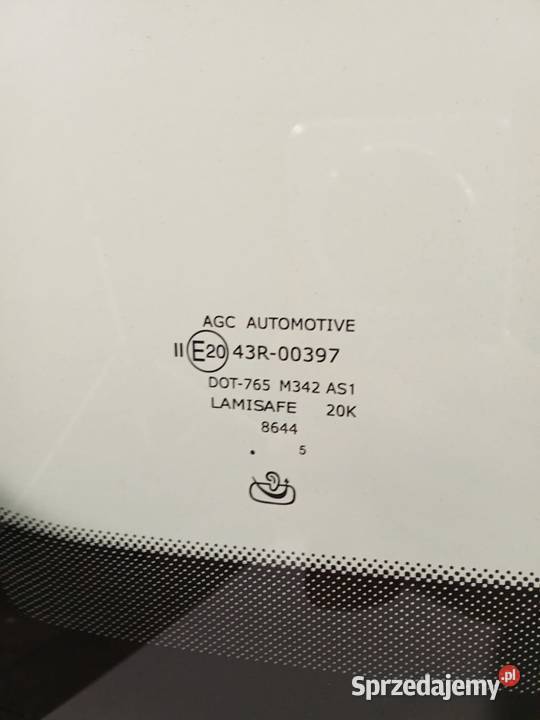 AGC AUTOMOTIVE
II E20 43R-00397
DOT-765 M342 AS1
LAMISAFE 20K
8644
. 5
Sprzedajemy.pl